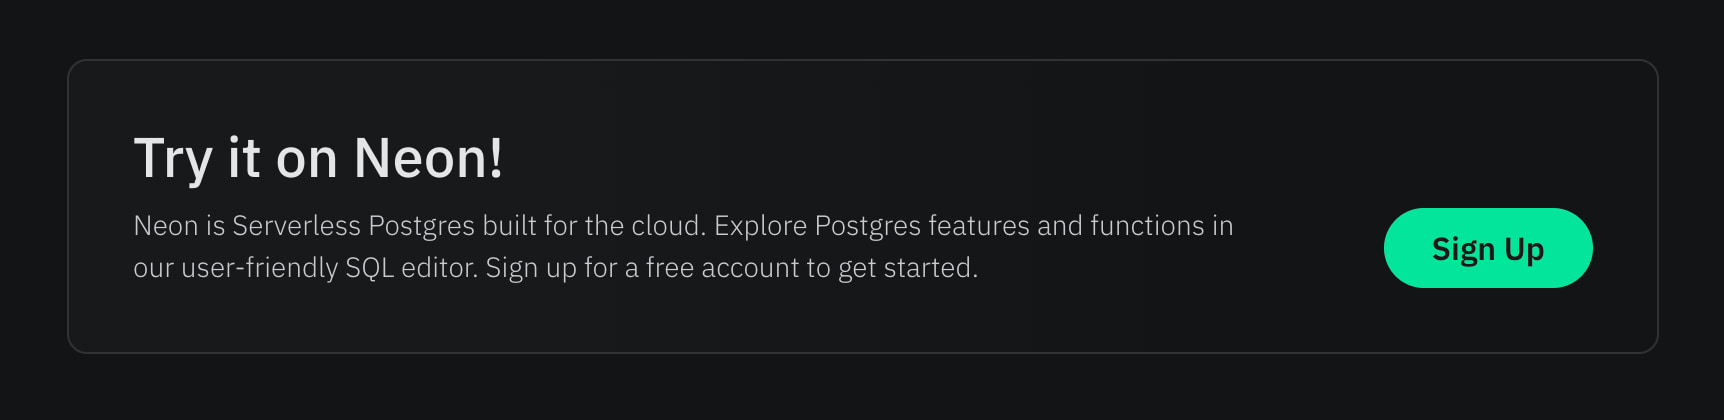 Try it on Neon!
Neon is Serverless Postgres built for the cloud. Explore Postgres features and functions in
our user-friendly SQL editor. Sign up for a free account to get started.
Sign Up